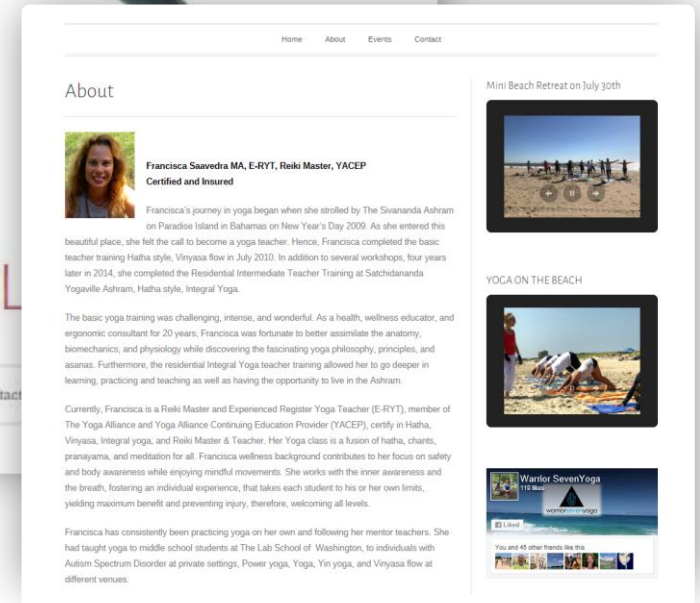 Home About Events Contact
About
Francisca Saavedra MA, E-RYT, Reiki Master, YACEP
Certified and Insured
Francisca's journey in yoga began when she strolled by The Sivananda Ashram
on Paradise Island in Bahamas on New Year's Day 2009. As she entered this
beautiful place, she felt the call to become a yoga teacher. Hence, Francisca completed the basic
teacher training Hatha style, Vinyasa flow in July 2010. In addition to several workshops, four years
later in 2014, she completed the Residential Intermediate Teacher Training at Satchidananda
Yogaville Ashram, Hatha style, Integral Yoga.
The basic yoga training was challenging, intense, and wonderful. As a health, wellness educator, and
ergonomic consultant for 20 years, Francisca was fortunate to better assimilate the anatomy,
biomechanics, and physiology while discovering the fascinating yoga philosophy, principles, and
asanas. Furthermore, the residential Integral Yoga teacher training allowed her to go deeper in
learning, practicing and teaching as well as having the opportunity to live in the Ashram.
Currently, Francisca is a Reiki Master and Experienced Register Yoga Teacher (E-RYT), member of
The Yoga Alliance and Yoga Alliance Continuing Education Provider (YACEP), certify in Hatha,
Vinyasa, Integral yoga, and Reiki Master & Teacher. Her Yoga class is a fusion of hatha, chants,
pranayama, and meditation for all. Francisca wellness background contributes to her focus on safety
and body awareness while enjoying mindful movements. She works with the inner awareness and
the breath, fostering an individual experience, that takes each student to his or her own limits,
yielding maximum benefit and preventing injury, therefore, welcoming all levels.
Francisca has consistently been practicing yoga on her own and following her mentor teachers. She
had taught yoga to middle school students at The Lab School of Washington, to individuals with
Autism Spectrum Disorder at private settings, Power yoga, Yoga, Yin yoga, and Vinyasa flow at
different venues.
Mini Beach Retreat on July 30th
YOGA ON THE BEACH
Warrior SevenYoga
119 likes
warriorsevenyoga
Liked
You and 45 other friends like this
L
tact